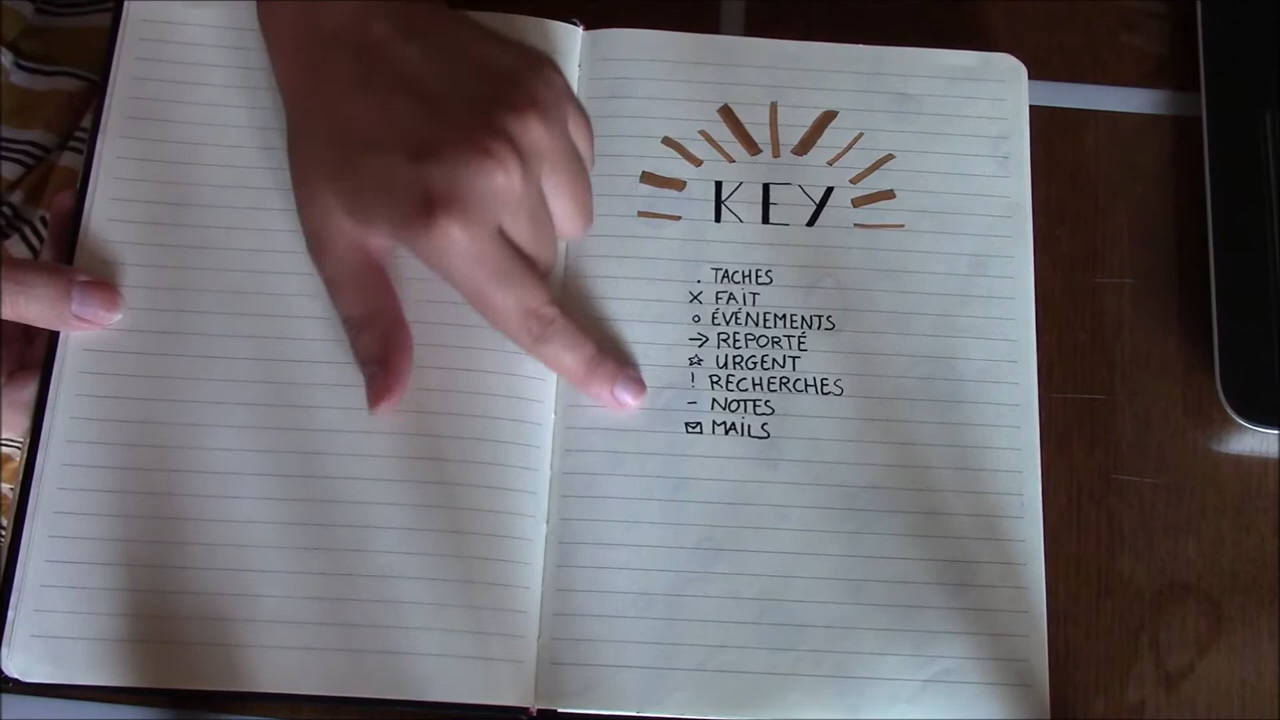 KEY
. TACHES
× FAIT
o ÉVÉNEMENTS
→ REPORTÉ
☆ URGENT
! RECHERCHES
- NOTES
✉ MAILS